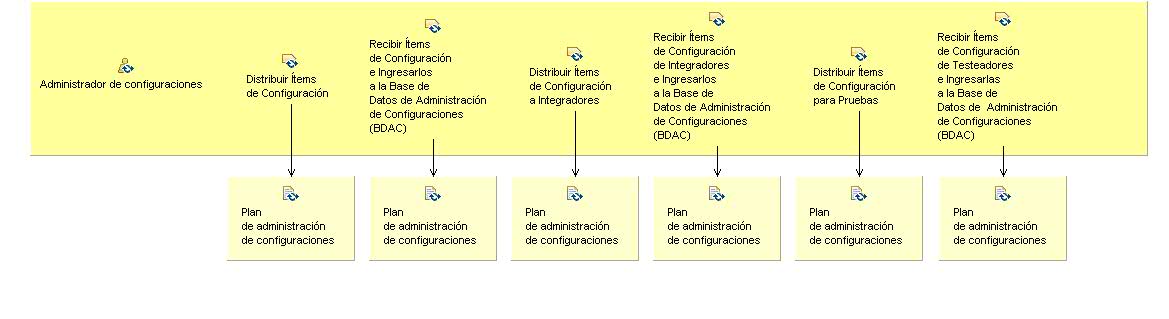 Administrador de configuraciones
Distribuir Ítems
de Configuración
Recibir Ítems
de Configuración
e Ingresarlos
a la Base de
Datos de Administración
de Configuraciones
(BDAC)
Distribuir Ítems
de Configuración
a Integradores
Recibir Ítems
de Configuración
de Integradores
e Ingresarlos
a la Base de
Datos de Administración
de Configuraciones
(BDAC)
Distribuir Ítems
de Configuración
para Pruebas
Recibir Ítems
de Configuración
de Testeadores
e Ingresarlas
a la Base de
Datos de  Administración
de Configuraciones
(BDAC)
Plan
de administración
de configuraciones
Plan
de administración
de configuraciones
Plan
de administración
de configuraciones
Plan
de administración
de configuraciones
Plan
de administración
de configuraciones
Plan
de administración
de configuraciones